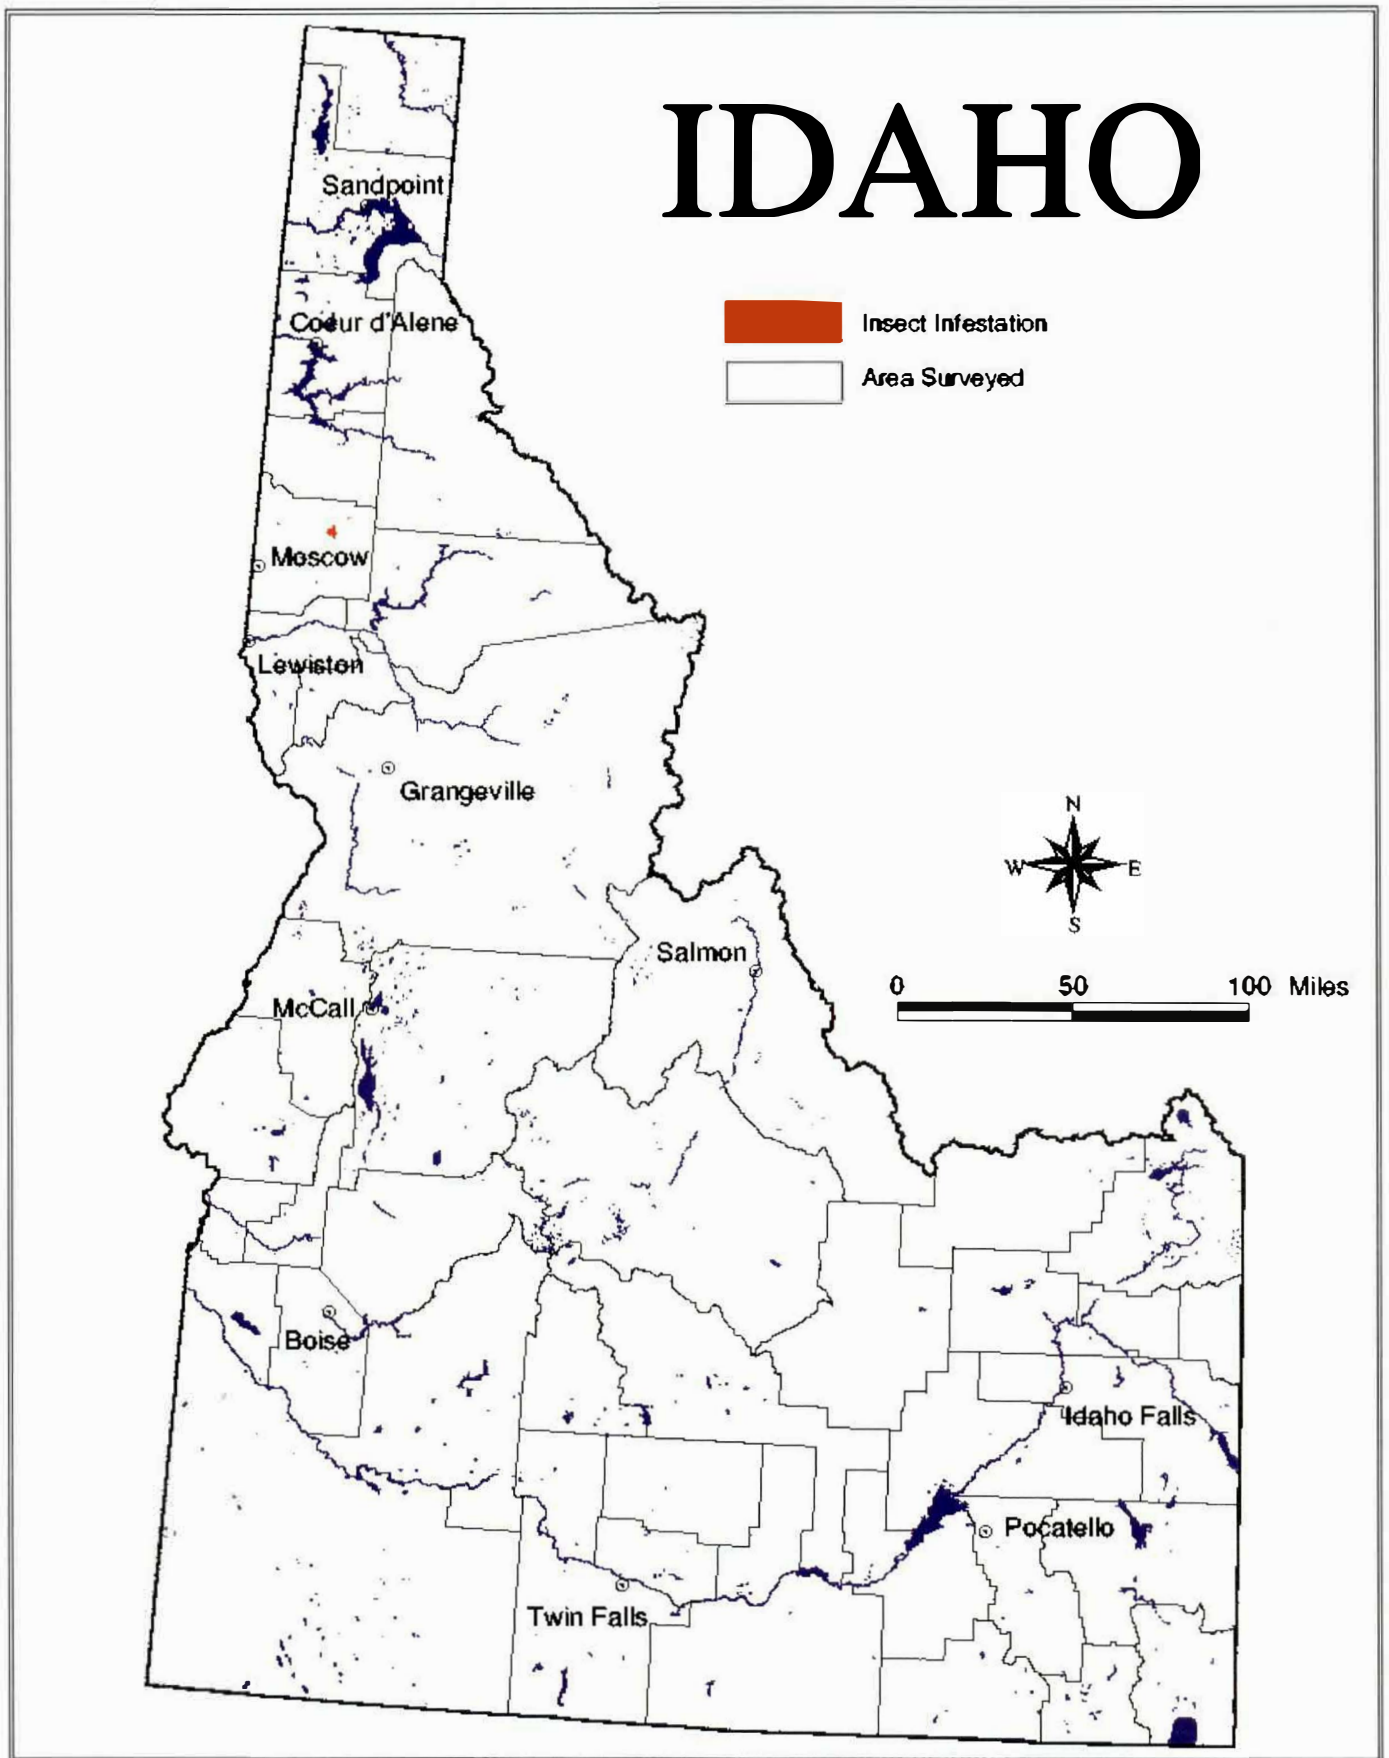 IDAHO
Sandpoint
Insect Infestation
Coeur d'Alene
Area Surveyed
Moscow
Lewiston
Grangeville
N
W E
S
Salmon
0 50 100 Miles
McCall
Boise
Idaho Falls
Pocatello
Twin Falls